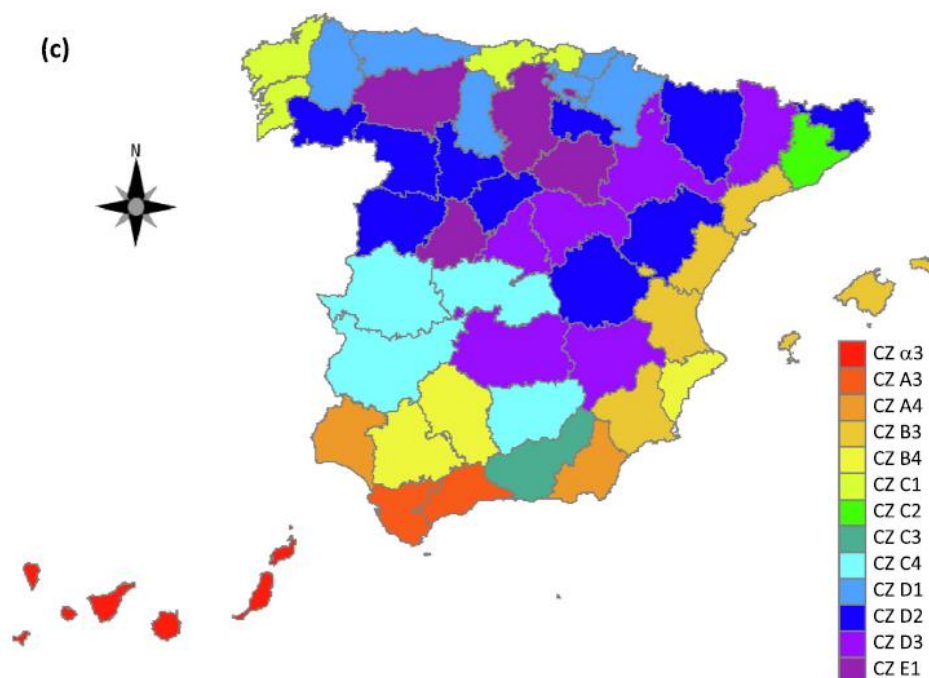 (c)
N
CZ α3
CZ A3
CZ A4
CZ B3
CZ B4
CZ C1
CZ C2
CZ C3
CZ C4
CZ D1
CZ D2
CZ D3
CZ E1